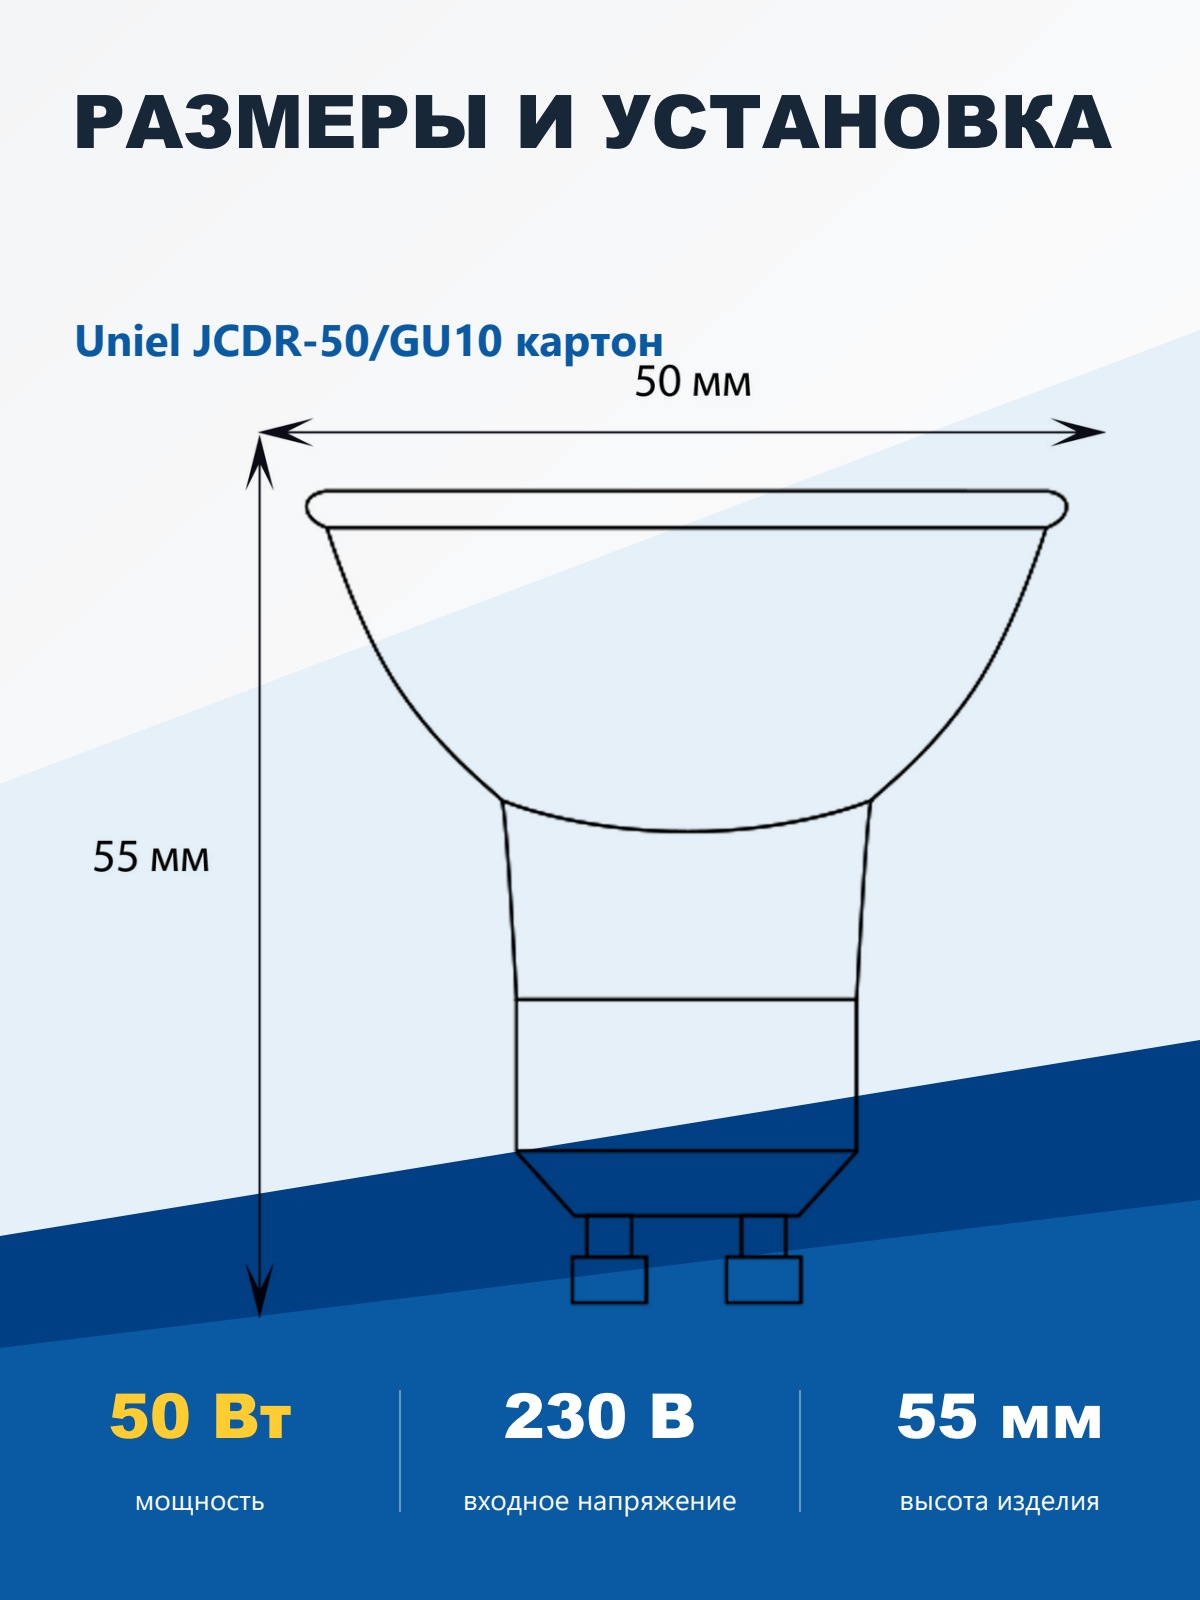 РАЗМЕРЫ И УСТАНОВКА
Uniel JCDR-50/GU10 картон
50 мм
55 мм
50 Вт
мощность
230 В
входное напряжение
55 мм
высота изделия